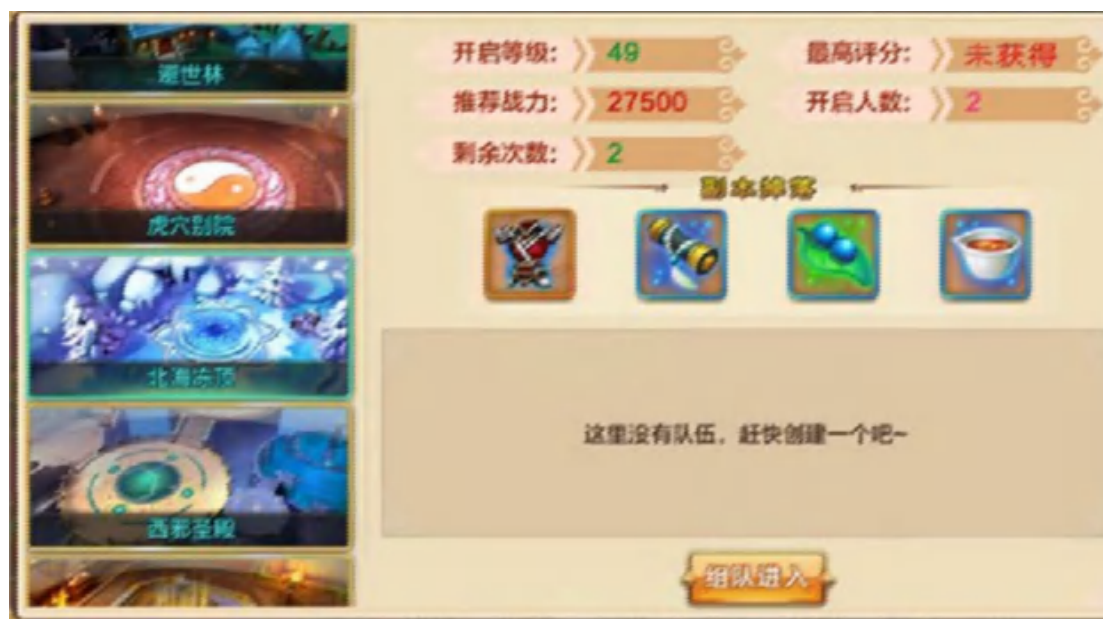 避世林
虎穴别院
北海冻顶
西邪圣殿
开启等级: 49
最高评分: 未获得
推荐战力: 27500
开启人数: 2
剩余次数: 2
副本掉落
这里没有队伍，赶快创建一个吧~
组队进入